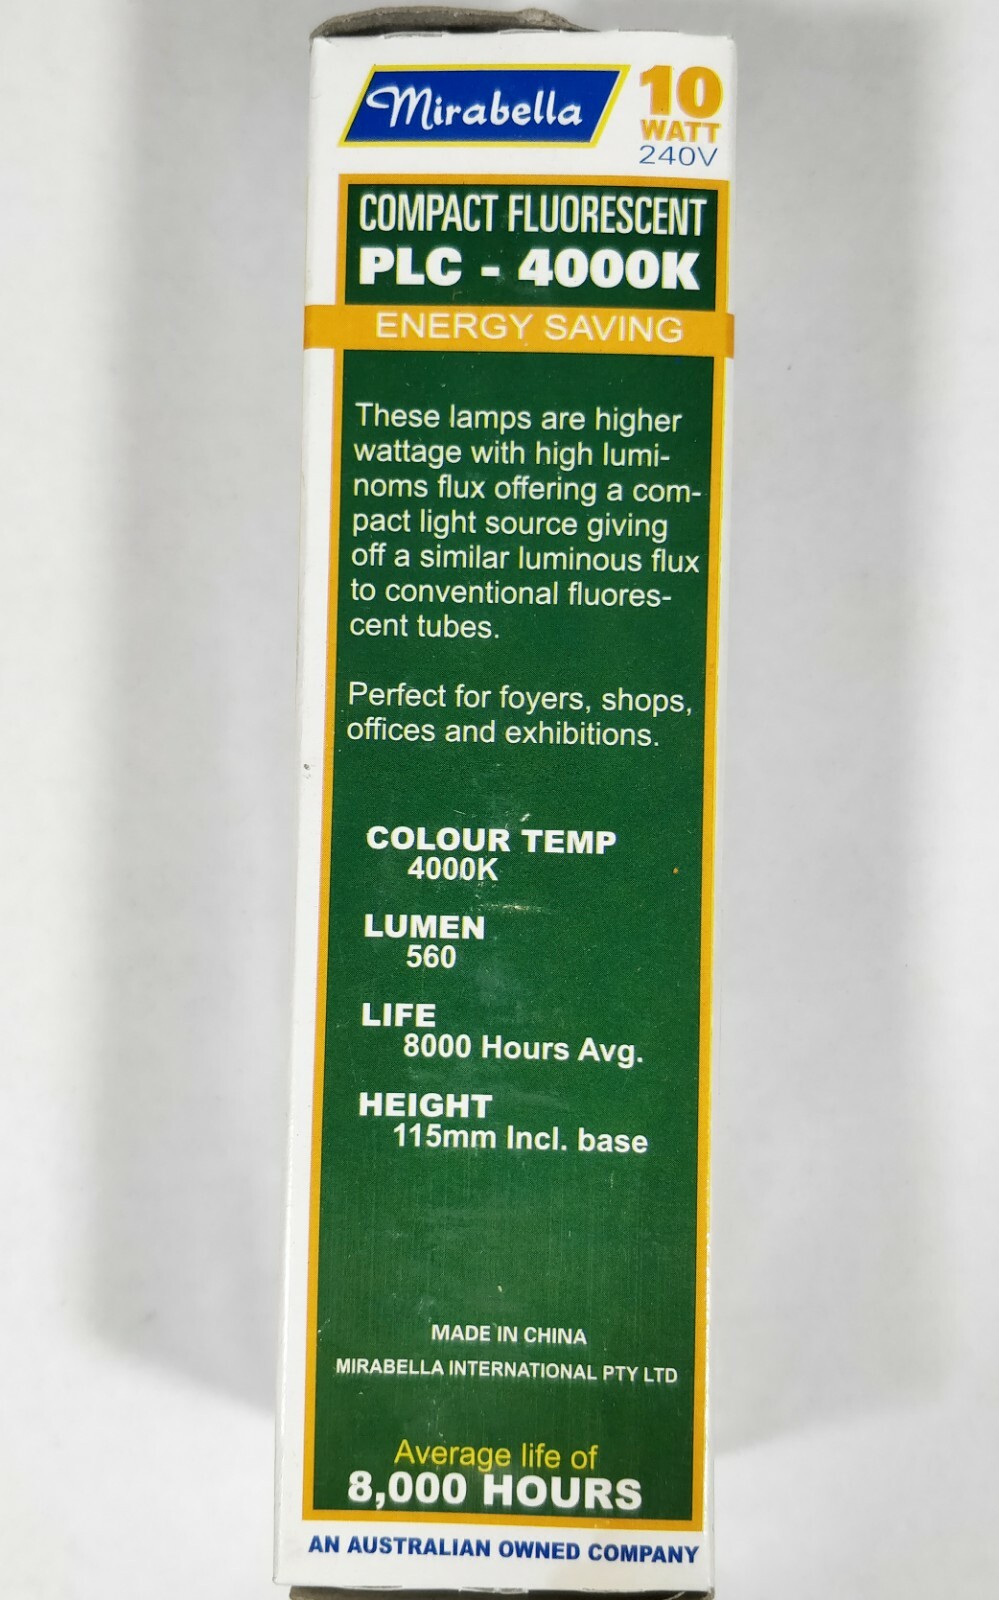 Mirabella
10
WATT
240V
COMPACT FLUORESCENT
PLC - 4000K
ENERGY SAVING
These lamps are higher
wattage with high lumi-
noms flux offering a com-
pact light source giving
off a similar luminous flux
to conventional fluores-
cent tubes.
Perfect for foyers, shops,
offices and exhibitions.
COLOUR TEMP
4000K
LUMEN
560
LIFE
8000 Hours Avg.
HEIGHT
115mm Incl. base
MADE IN CHINA
MIRABELLA INTERNATIONAL PTY LTD
Average life of
8,000 HOURS
AN AUSTRALIAN OWNED COMPANY